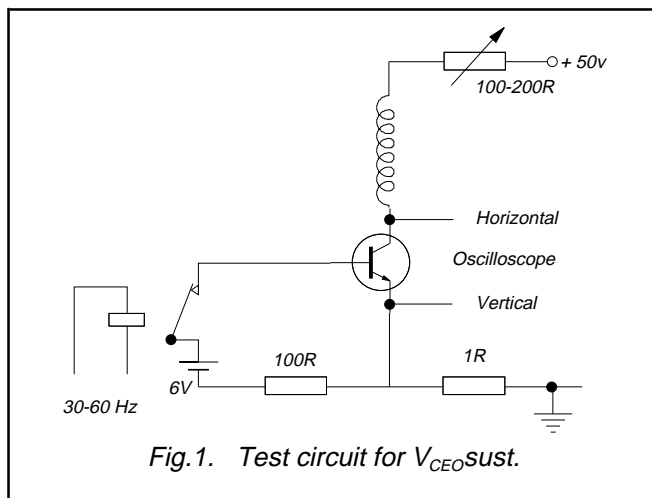 + 50v
100-200R
Horizontal
Oscilloscope
Vertical
100R
1R
6V
30-60 Hz
Fig.1. Test circuit for VCEOsust.